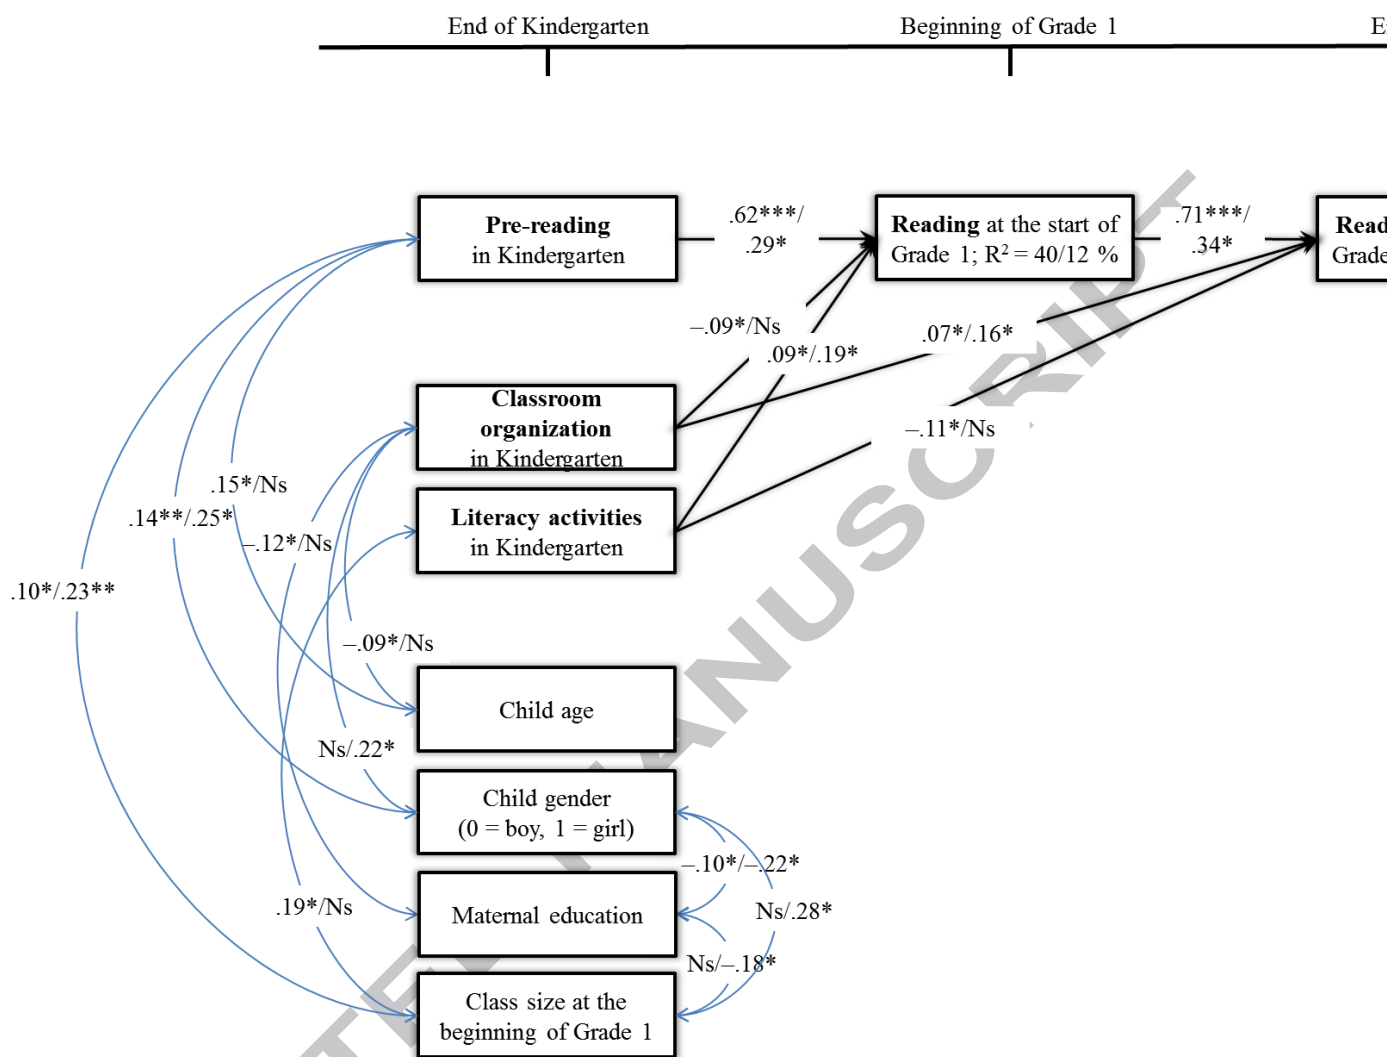 End of Kindergarten
Beginning of Grade 1
Pre-reading
in Kindergarten
.62***/
.29*
Reading at the start of
Grade 1; R² = 40/12 %
.71***/
.34*
Grade
–.09*/Ns
.09*/.19*
.07*/.16*
–.11*/Ns
Classroom
organization
in Kindergarten
Literacy activities
in Kindergarten
.15*/Ns
.14**/.25*
–.12*/Ns
.10*/.23**
–.09*/Ns
Child age
Ns/.22*
Child gender
(0 = boy, 1 = girl)
–.10*/–.22*
Maternal education
.19*/Ns
Ns/.28*
Ns/–.18*
Class size at the
beginning of Grade 1